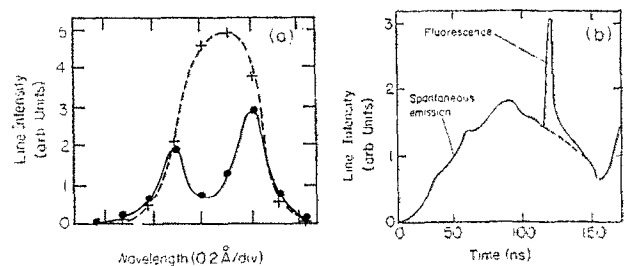 (a)
5
4
3
2
1
0
Line Intensity
(arb Units)
Wavelength (0.2 Å/div)
(b)
3
2
1
0
Line Intensity
(arb Units)
Fluorescence
Spontaneous
emission
0
50
100
150
Time (ns)